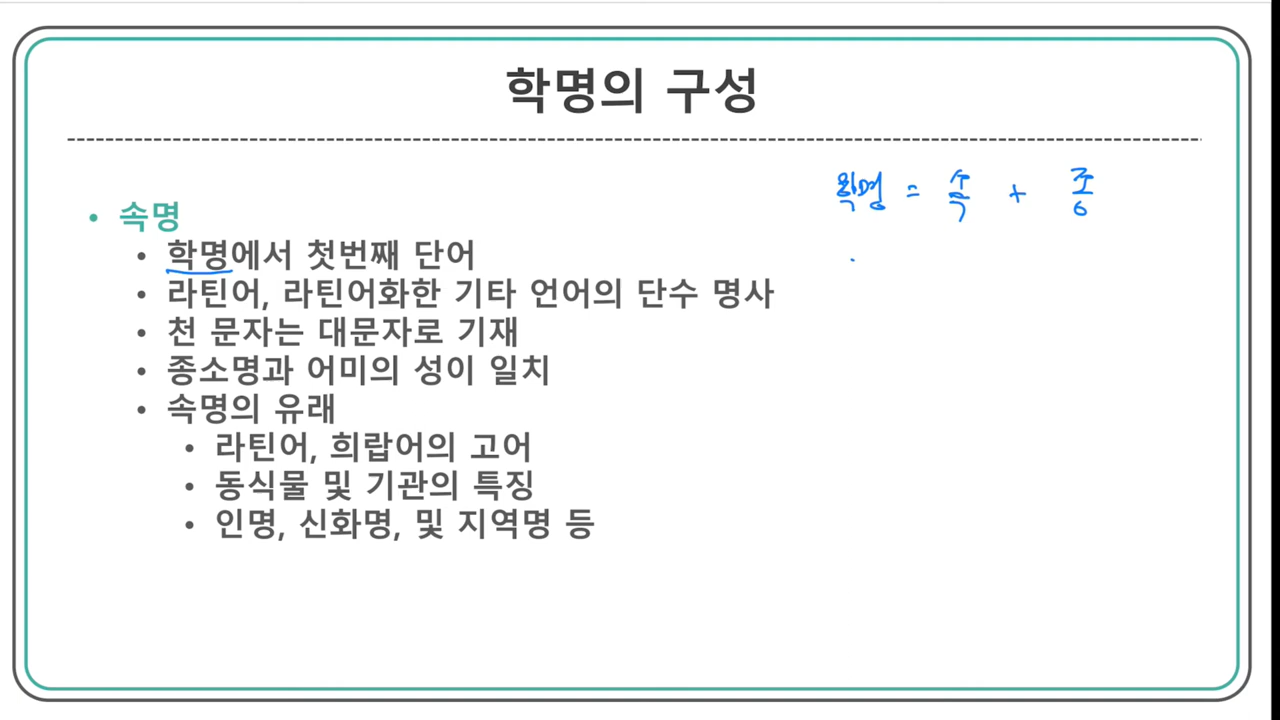 학명의 구성
학명 = 속 + 종
• 속명
• 학명에서 첫번째 단어
• 라틴어, 라틴어화한 기타 언어의 단수 명사
• 천 문자는 대문자로 기재
• 종소명과 어미의 성이 일치
• 속명의 유래
• 라틴어, 희랍어의 고어
• 동식물 및 기관의 특징
• 인명, 신화명, 및 지역명 등